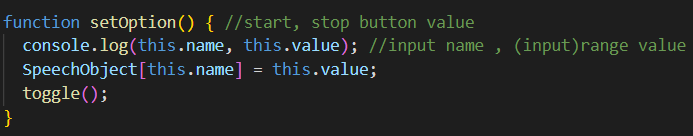 function setOption() { //start, stop button value
console.log(this.name, this.value); //input name , (input)range value
SpeechObject[this.name] = this.value;
toggle();
}